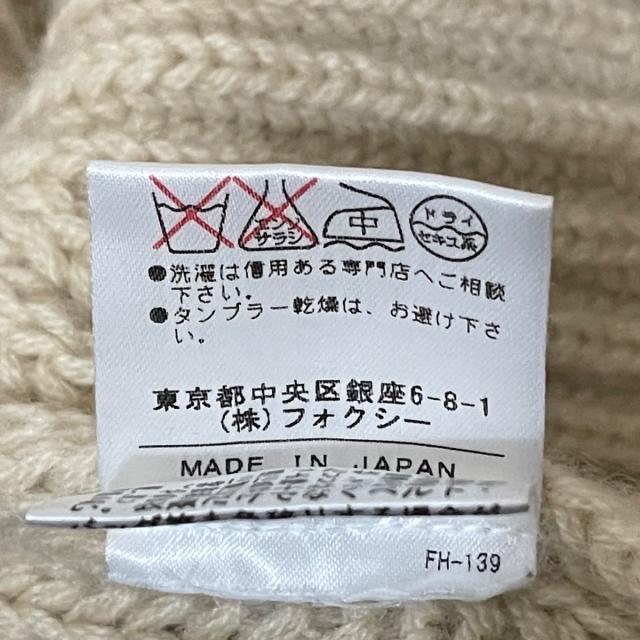 エンソ
サラシ
中
ドライ
セキユ系
●洗濯は信用ある専門店へご相談
下さい。
●タンブラー乾燥は、お避け下さ
い。
東京都中央区銀座6-8-1
(株)フォクシー
MADE IN JAPAN
FH-139